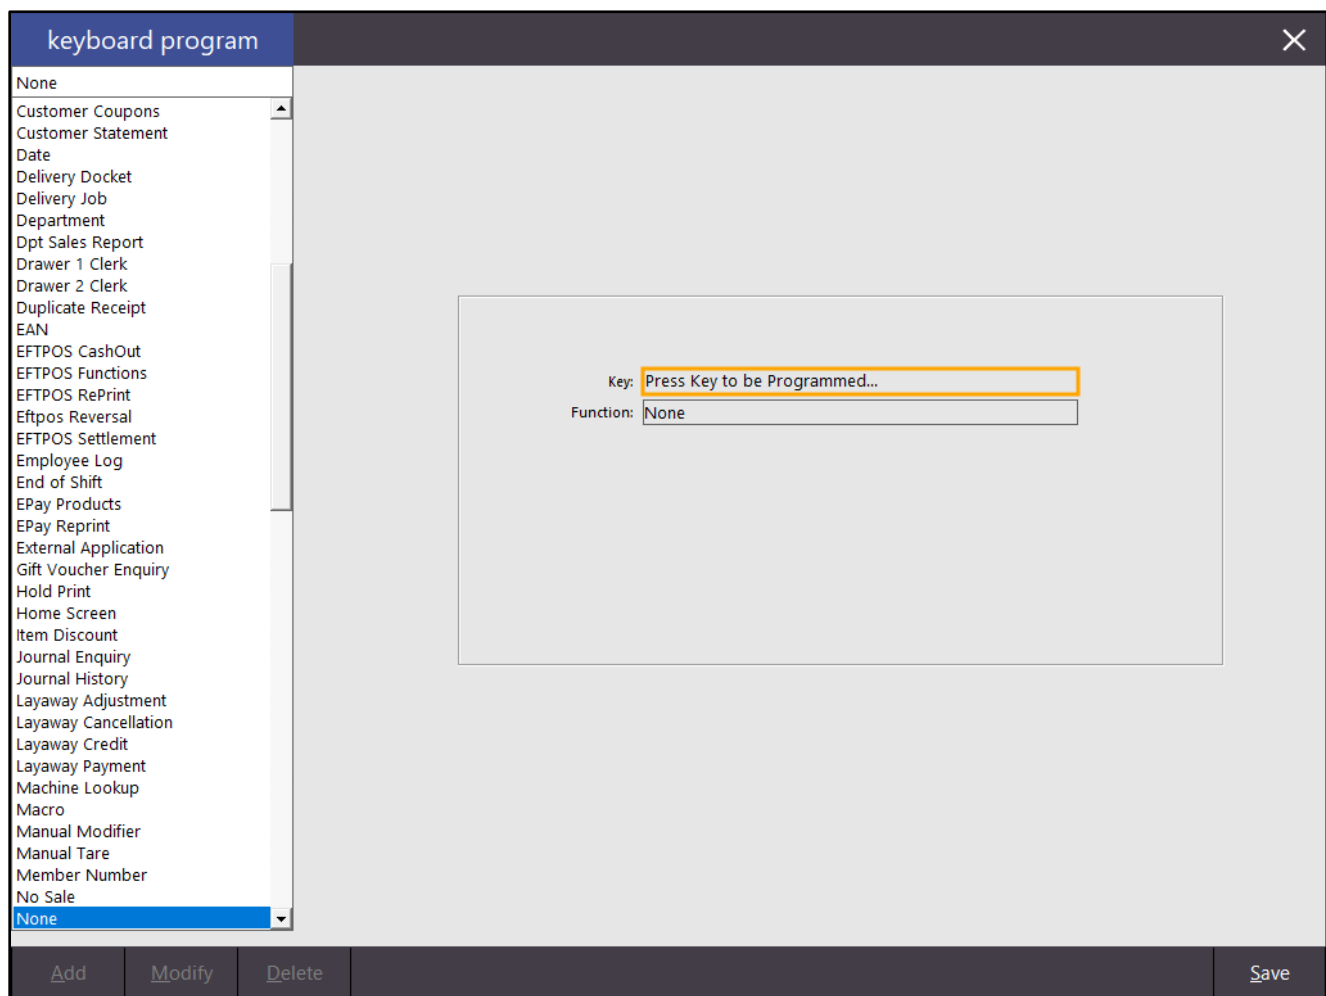 keyboard program
None
Customer Coupons
Customer Statement
Date
Delivery Docket
Delivery Job
Department
Dpt Sales Report
Drawer 1 Clerk
Drawer 2 Clerk
Duplicate Receipt
EAN
EFTPOS CashOut
EFTPOS Functions
EFTPOS RePrint
Eftpos Reversal
EFTPOS Settlement
Employee Log
End of Shift
EPay Products
EPay Reprint
External Application
Gift Voucher Enquiry
Hold Print
Home Screen
Item Discount
Journal Enquiry
Journal History
Layaway Adjustment
Layaway Cancellation
Layaway Credit
Layaway Payment
Machine Lookup
Macro
Manual Modifier
Manual Tare
Member Number
No Sale
None
Key: Press Key to be Programmed...
Function: None
Add Modify Delete Save